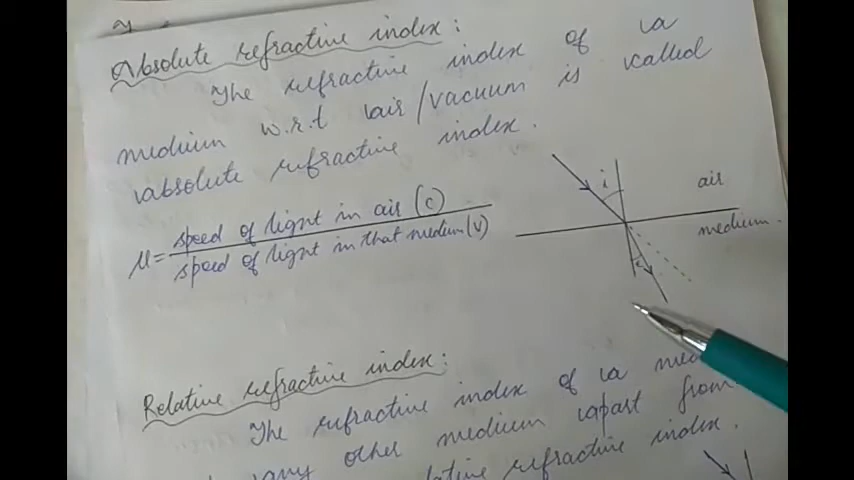 Absolute refractive index :
The refractive index of a
medium w.r.t air/vacuum is called
absolute refractive index.
μ = speed of light in air (c)
speed of light in that medium (v)
i
air
medium.
r
Relative refractive index :
The refractive index of a
any other medium apart from
refractive index.